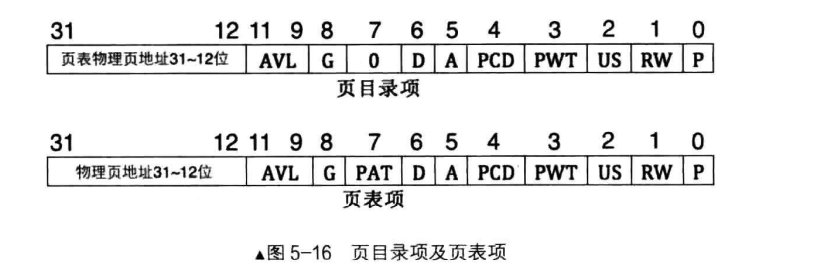 31 12 11 9 8 7 6 5 4 3 2 1 0
页表物理页地址31~12位 AVL G 0 D A PCD PWT US RW P
页目录项
31 12 11 9 8 7 6 5 4 3 2 1 0
物理页地址31~12位 AVL G PAT D A PCD PWT US RW P
页表项
▲图 5-16 页目录项及页表项